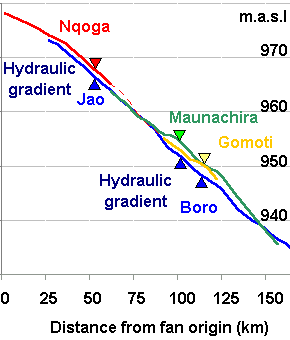 m.a.s.l
Nqoga
970
Hydraulic
gradient
Jao
960
Maunachira
Gomoti
950
Hydraulic
gradient
Boro
940
0 25 50 75 100 125 150
Distance from fan origin (km)